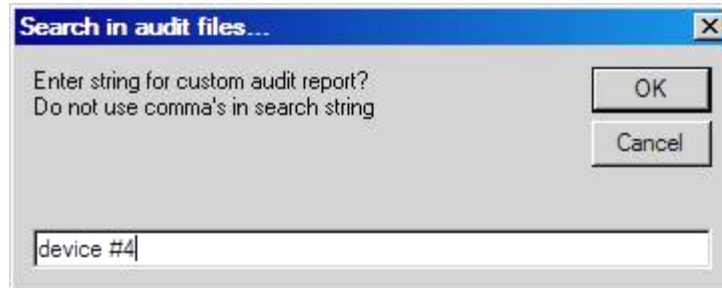 Search in audit files...
Enter string for custom audit report?
Do not use comma's in search string
OK
Cancel
device #4